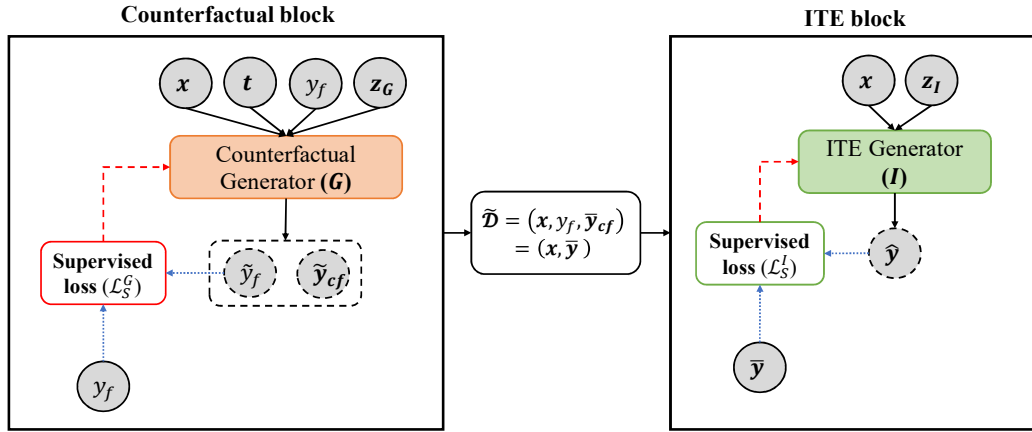 Counterfactual block
x t y_f z_G
Counterfactual
Generator (G)
Supervised
loss (ℒ_S^G)
ỹ_f ỹ_cf
y_f
𝒟̃ = (x, y_f, ȳ_cf)
= (x, ȳ )
ITE block
x z_I
ITE Generator
(I)
Supervised
loss (ℒ_S^I)
ŷ
ȳ